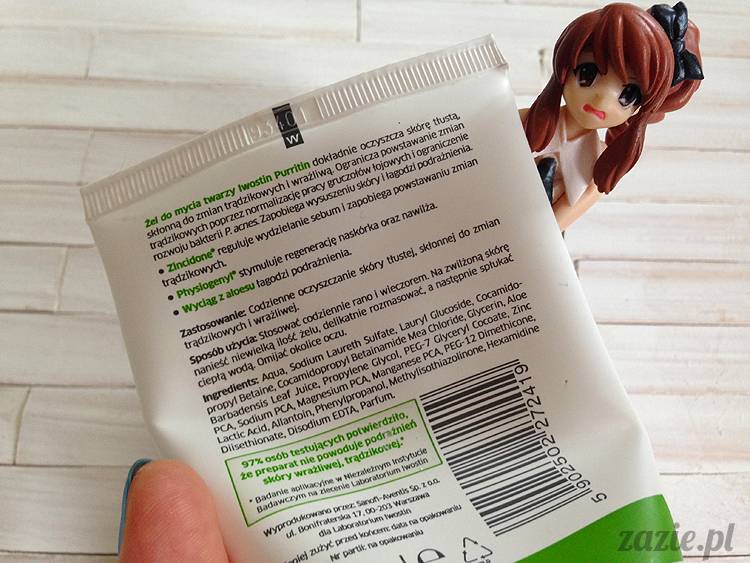 W
Żel do mycia twarzy Iwostin Purritin dokładnie oczyszcza skórę tłustą,
skłonną do zmian trądzikowych i wrażliwą. Ogranicza powstawanie zmian
trądzikowych poprzez normalizację pracy gruczołów łojowych i ograniczenie
rozwoju bakterii P. acnes. Zapobiega wysuszeniu skóry i łagodzi podrażnienia.
• Zincidone® reguluje wydzielanie sebum i zapobiega powstawaniu zmian
trądzikowych.
• Physiogenyl® stymuluje regenerację naskórka oraz nawilża.
• Wyciąg z aloesu łagodzi podrażnienia.
Zastosowanie: Codzienne oczyszczanie skóry tłustej, skłonnej do zmian
trądzikowych i wrażliwej.
Sposób użycia: Stosować codziennie rano i wieczorem. Na zwilżoną skórę
nanieść niewielką ilość żelu, delikatnie rozmasować, a następnie spłukać
ciepłą wodą. Omijać okolice oczu.
Ingredients: Aqua, Sodium Laureth Sulfate, Lauryl Glucoside, Cocamido-
propyl Betaine, Cocamidopropyl Betainamide Mea Chloride, Glycerin, Aloe
Barbadensis Leaf Juice, Propylene Glycol, PEG-7 Glyceryl Cocoate, Zinc
PCA, Sodium PCA, Magnesium PCA, Manganese PCA, PEG-12 Dimethicone,
Lactic Acid, Allantoin, Phenylpropanol, Methylisothiazolinone, Hexamidine
Diisethionate, Disodium EDTA, Parfum.
97% osób testujących potwierdziło,
że preparat nie powoduje podrażnień
skóry wrażliwej, trądzikowej.*
* Badanie aplikacyjne w Niezależnym Instytucie
Badawczym na zlecenie Laboratorium Iwostin
Wyprodukowano przez: Sanofi-Aventis Sp. z o.o.
ul. Bonifraterska 17, 00-203 Warszawa
dla Laboratorium Iwostin
zużyć przed końcem: data na opakowaniu
Nr partii: na opakowaniu
5 902502 272419
zazie.pl